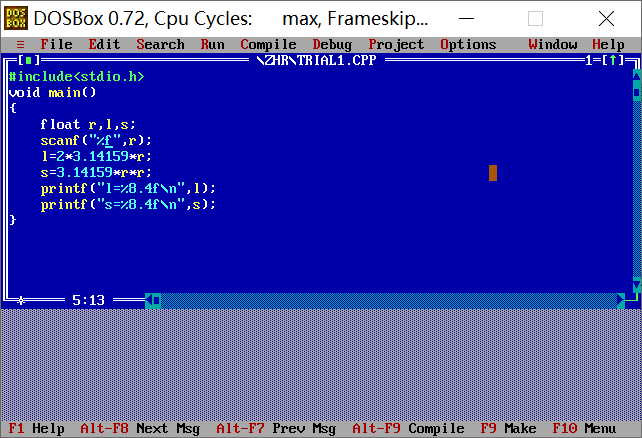 DOSBox 0.72, Cpu Cycles: max, Frameskip...
≡ File Edit Search Run Compile Debug Project Options Window Help
[■] \ZHR\TRIAL1.CPP 1=[↑]
#include<stdio.h>
void main()
{
    float r,l,s;
    scanf("%f",r);
    l=2*3.14159*r;
    s=3.14159*r*r;
    printf("l=%8.4f\n",l);
    printf("s=%8.4f\n",s);
}
5:13
F1 Help Alt-F8 Next Msg Alt-F7 Prev Msg Alt-F9 Compile F9 Make F10 Menu